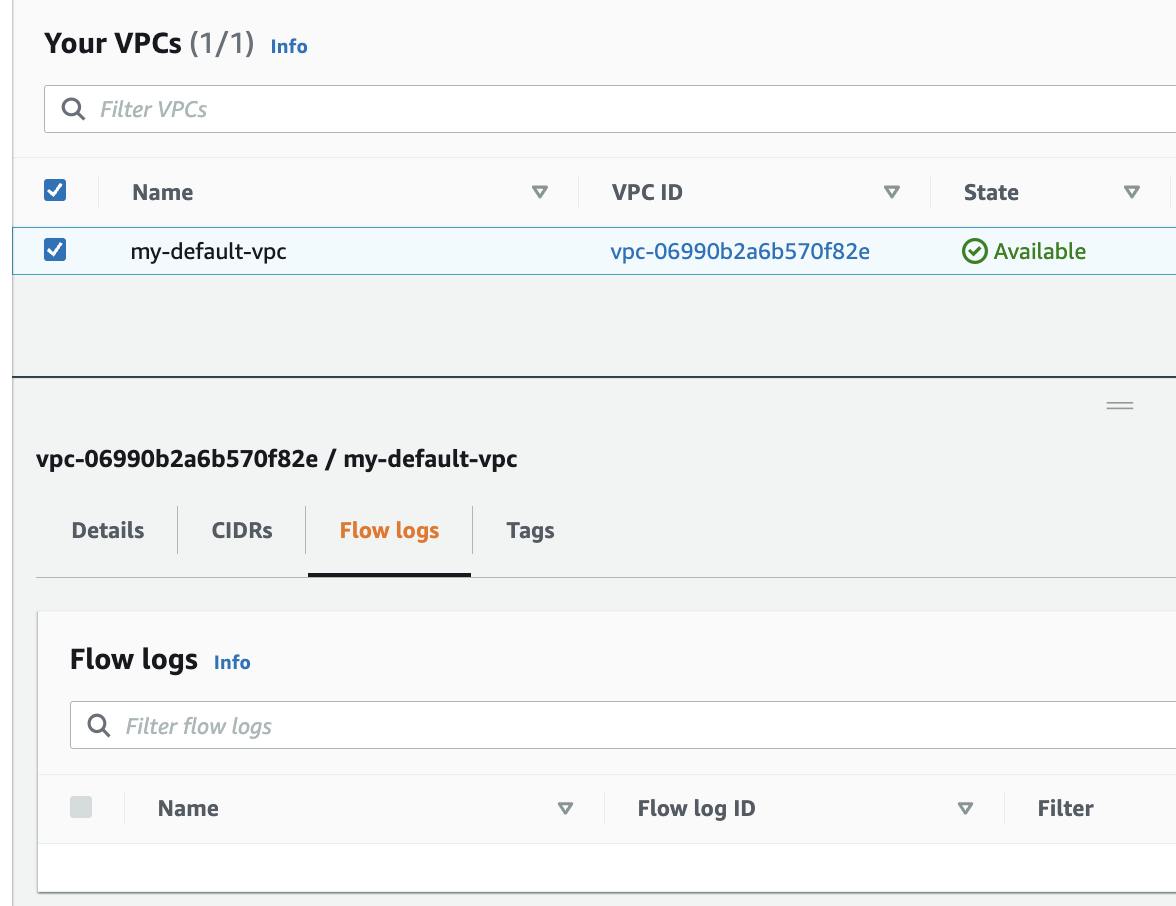 Your VPCs (1/1) Info
Filter VPCs
Name VPC ID State
my-default-vpc vpc-06990b2a6b570f82e Available
vpc-06990b2a6b570f82e / my-default-vpc
Details CIDRs Flow logs Tags
Flow logs Info
Filter flow logs
Name Flow log ID Filter